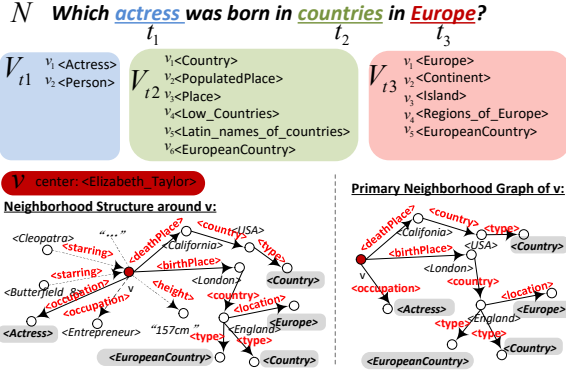 N Which actress was born in countries in Europe?
t1 t2 t3
Vt1
v1 <Actress>
v2 <Person>
Vt2
v1 <Country>
v2 <PopulatedPlace>
v3 <Place>
v4 <Low_Countries>
v5 <Latin_names_of_countries>
v6 <EuropeanCountry>
Vt3
v1 <Europe>
v2 <Continent>
v3 <Island>
v4 <Regions_of_Europe>
v5 <EuropeanCountry>
v center: <Elizabeth_Taylor>
Neighborhood Structure around v:
"..."
<deathPlace>
<country>
<USA>
<Cleopatra>
<starring>
<Califonia>
<type>
<Country>
<starring>
<birthPlace>
<Butterfield_8>
v
<London>
<occupation>
<occupation>
<height>
<country>
<location>
<Actress>
<Entrepreneur>
"157cm"
<England>
<Europe>
<type>
<type>
<EuropeanCountry>
<Country>
Primary Neighborhood Graph of v:
<deathPlace>
<country>
<type>
<Califonia>
<USA>
<Country>
<birthPlace>
v
<London>
<occupation>
<country>
<location>
<Actress>
<England>
<Europe>
<type>
<type>
<EuropeanCountry>
<Country>